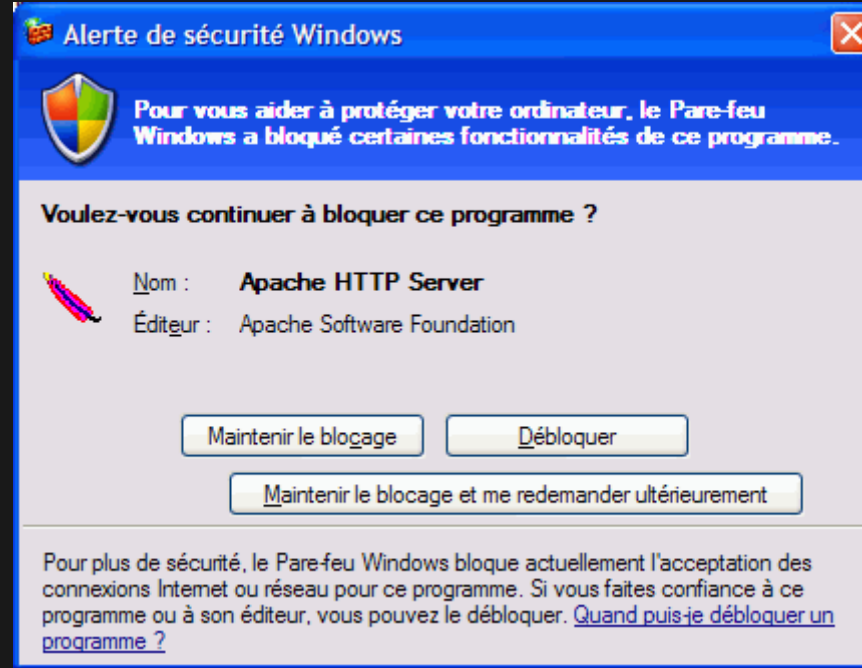 Alerte de sécurité Windows
Pour vous aider à protéger votre ordinateur, le Pare-feu
Windows a bloqué certaines fonctionnalités de ce programme.
Voulez-vous continuer à bloquer ce programme ?
Nom : Apache HTTP Server
Éditeur : Apache Software Foundation
Maintenir le blocage Débloquer
Maintenir le blocage et me redemander ultérieurement
Pour plus de sécurité, le Pare-feu Windows bloque actuellement l'acceptation des
connexions Internet ou réseau pour ce programme. Si vous faites confiance à ce
programme ou à son éditeur, vous pouvez le débloquer. Quand puis-je débloquer un
programme ?